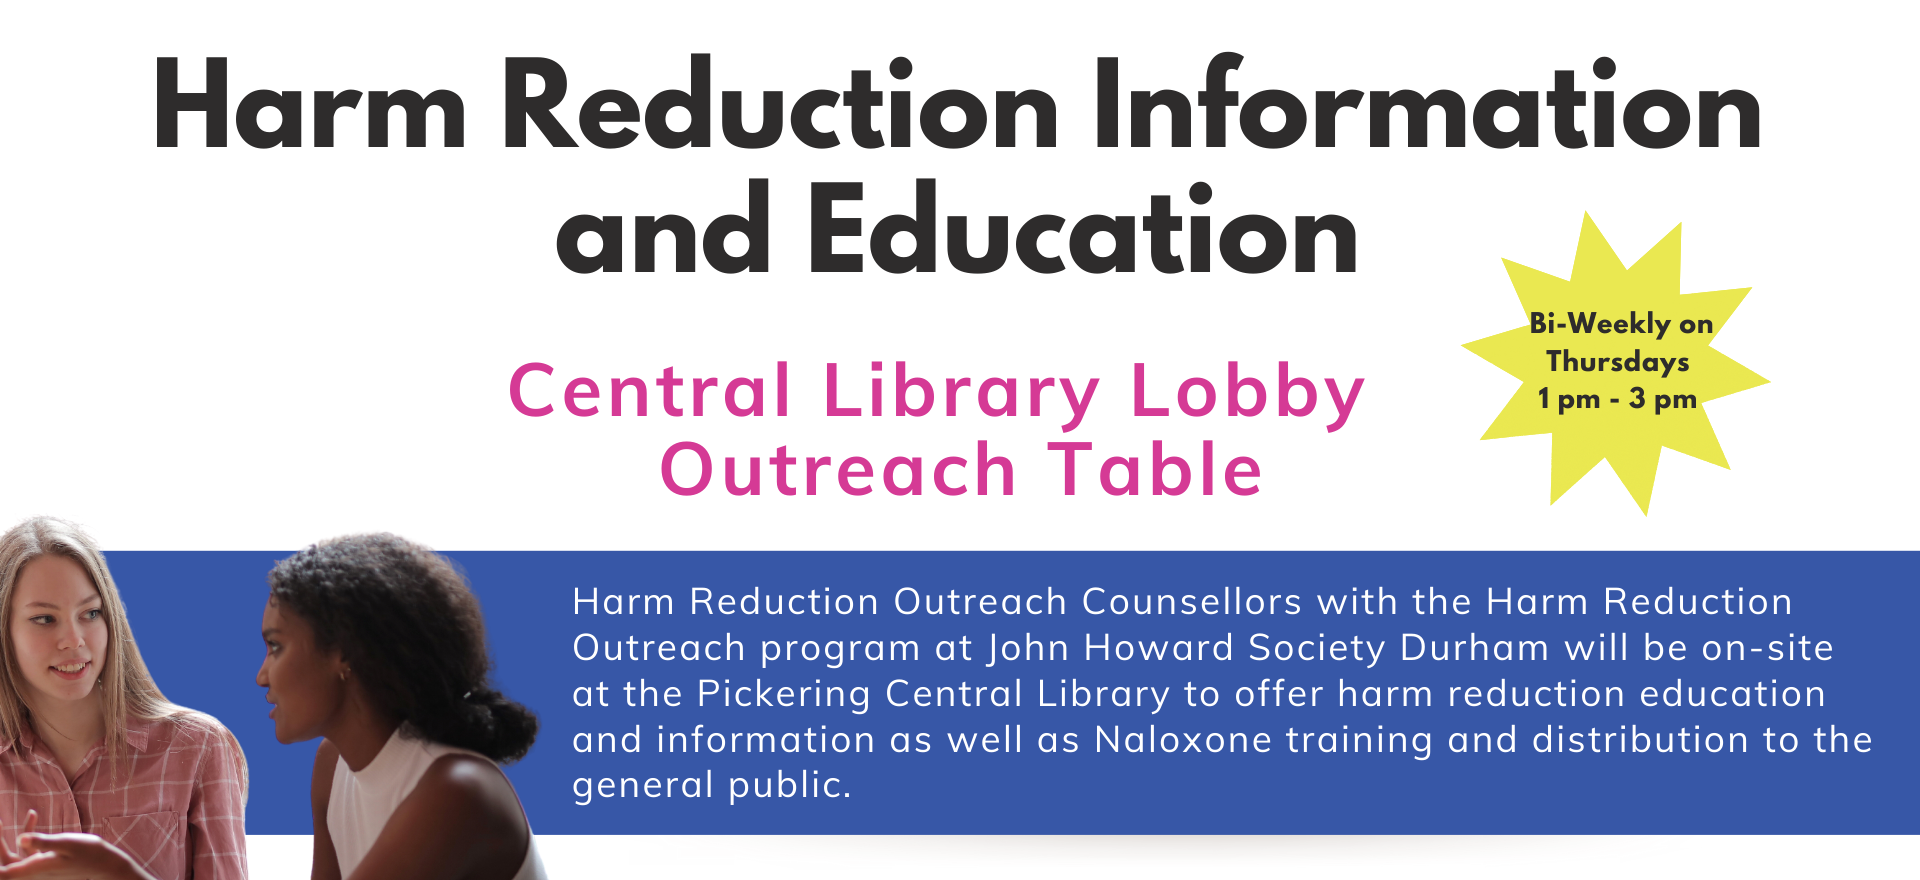 Harm Reduction Information
and Education
Bi-Weekly on
Thursdays
1 pm - 3 pm
Central Library Lobby
Outreach Table
Harm Reduction Outreach Counsellors with the Harm Reduction
Outreach program at John Howard Society Durham will be on-site
at the Pickering Central Library to offer harm reduction education
and information as well as Naloxone training and distribution to the
general public.